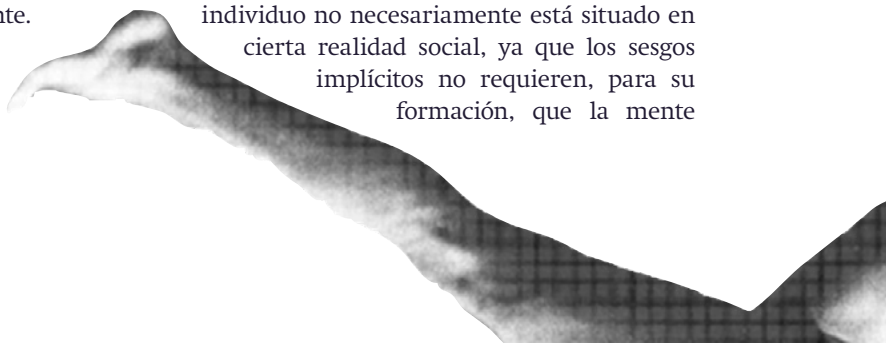 nte.
individuo no necesariamente está situado en
cierta realidad social, ya que los sesgos
implícitos no requieren, para su
formación, que la mente